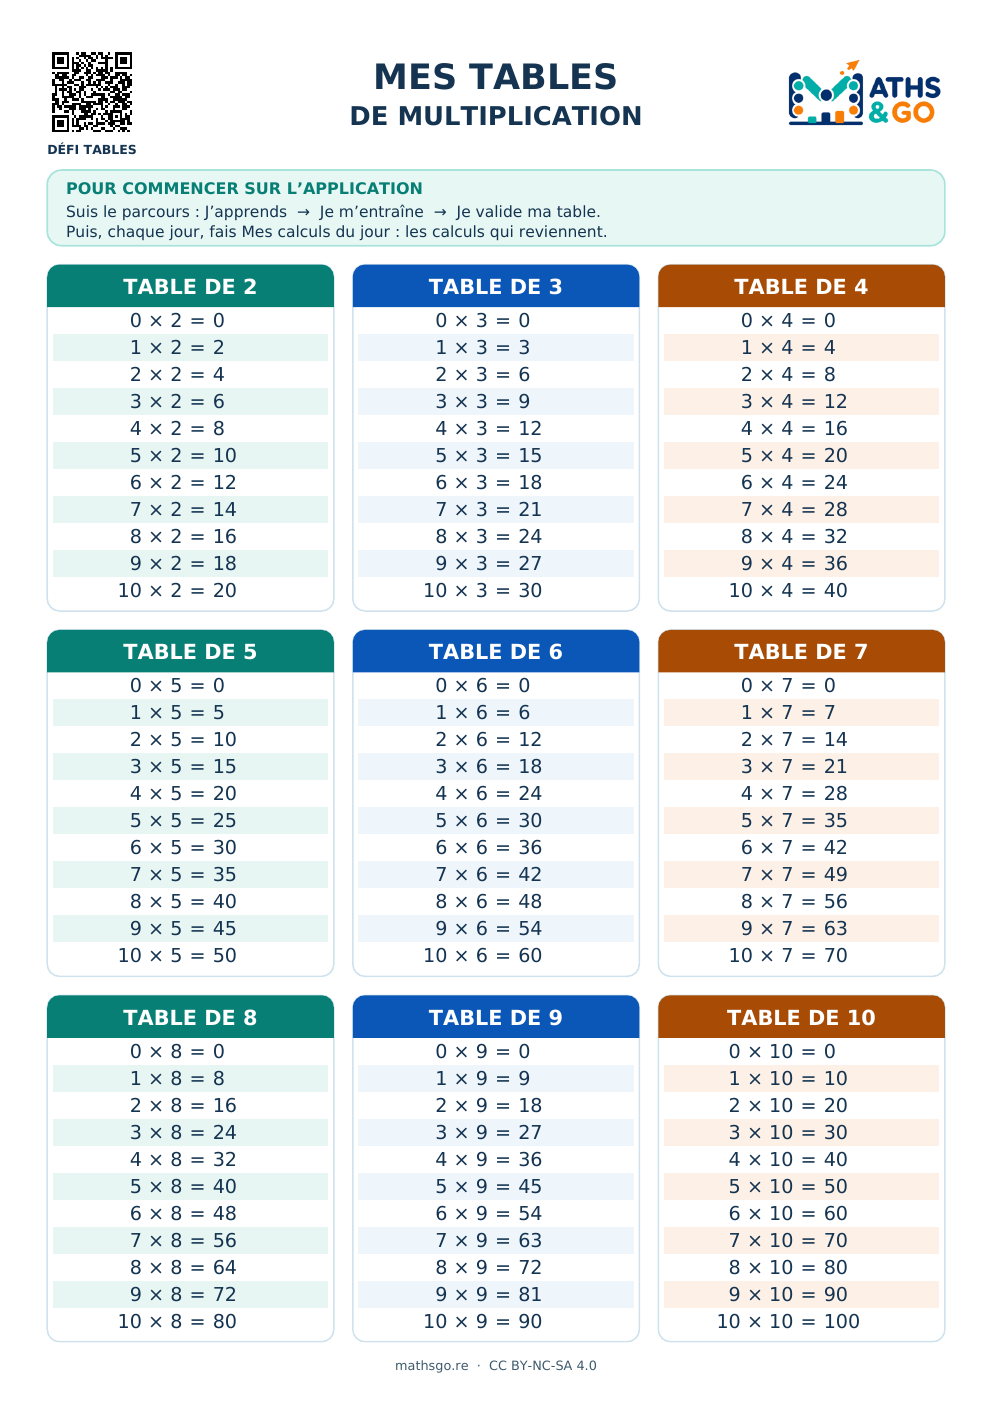 MES TABLES
DE MULTIPLICATION
ATHS
&GO
DÉFI TABLES
POUR COMMENCER SUR L’APPLICATION
Suis le parcours : J’apprends → Je m’entraîne → Je valide ma table.
Puis, chaque jour, fais Mes calculs du jour : les calculs qui reviennent.
TABLE DE 2
0 × 2 = 0
1 × 2 = 2
2 × 2 = 4
3 × 2 = 6
4 × 2 = 8
5 × 2 = 10
6 × 2 = 12
7 × 2 = 14
8 × 2 = 16
9 × 2 = 18
10 × 2 = 20
TABLE DE 3
0 × 3 = 0
1 × 3 = 3
2 × 3 = 6
3 × 3 = 9
4 × 3 = 12
5 × 3 = 15
6 × 3 = 18
7 × 3 = 21
8 × 3 = 24
9 × 3 = 27
10 × 3 = 30
TABLE DE 4
0 × 4 = 0
1 × 4 = 4
2 × 4 = 8
3 × 4 = 12
4 × 4 = 16
5 × 4 = 20
6 × 4 = 24
7 × 4 = 28
8 × 4 = 32
9 × 4 = 36
10 × 4 = 40
TABLE DE 5
0 × 5 = 0
1 × 5 = 5
2 × 5 = 10
3 × 5 = 15
4 × 5 = 20
5 × 5 = 25
6 × 5 = 30
7 × 5 = 35
8 × 5 = 40
9 × 5 = 45
10 × 5 = 50
TABLE DE 6
0 × 6 = 0
1 × 6 = 6
2 × 6 = 12
3 × 6 = 18
4 × 6 = 24
5 × 6 = 30
6 × 6 = 36
7 × 6 = 42
8 × 6 = 48
9 × 6 = 54
10 × 6 = 60
TABLE DE 7
0 × 7 = 0
1 × 7 = 7
2 × 7 = 14
3 × 7 = 21
4 × 7 = 28
5 × 7 = 35
6 × 7 = 42
7 × 7 = 49
8 × 7 = 56
9 × 7 = 63
10 × 7 = 70
TABLE DE 8
0 × 8 = 0
1 × 8 = 8
2 × 8 = 16
3 × 8 = 24
4 × 8 = 32
5 × 8 = 40
6 × 8 = 48
7 × 8 = 56
8 × 8 = 64
9 × 8 = 72
10 × 8 = 80
TABLE DE 9
0 × 9 = 0
1 × 9 = 9
2 × 9 = 18
3 × 9 = 27
4 × 9 = 36
5 × 9 = 45
6 × 9 = 54
7 × 9 = 63
8 × 9 = 72
9 × 9 = 81
10 × 9 = 90
TABLE DE 10
0 × 10 = 0
1 × 10 = 10
2 × 10 = 20
3 × 10 = 30
4 × 10 = 40
5 × 10 = 50
6 × 10 = 60
7 × 10 = 70
8 × 10 = 80
9 × 10 = 90
10 × 10 = 100
mathsgo.re · CC BY-NC-SA 4.0